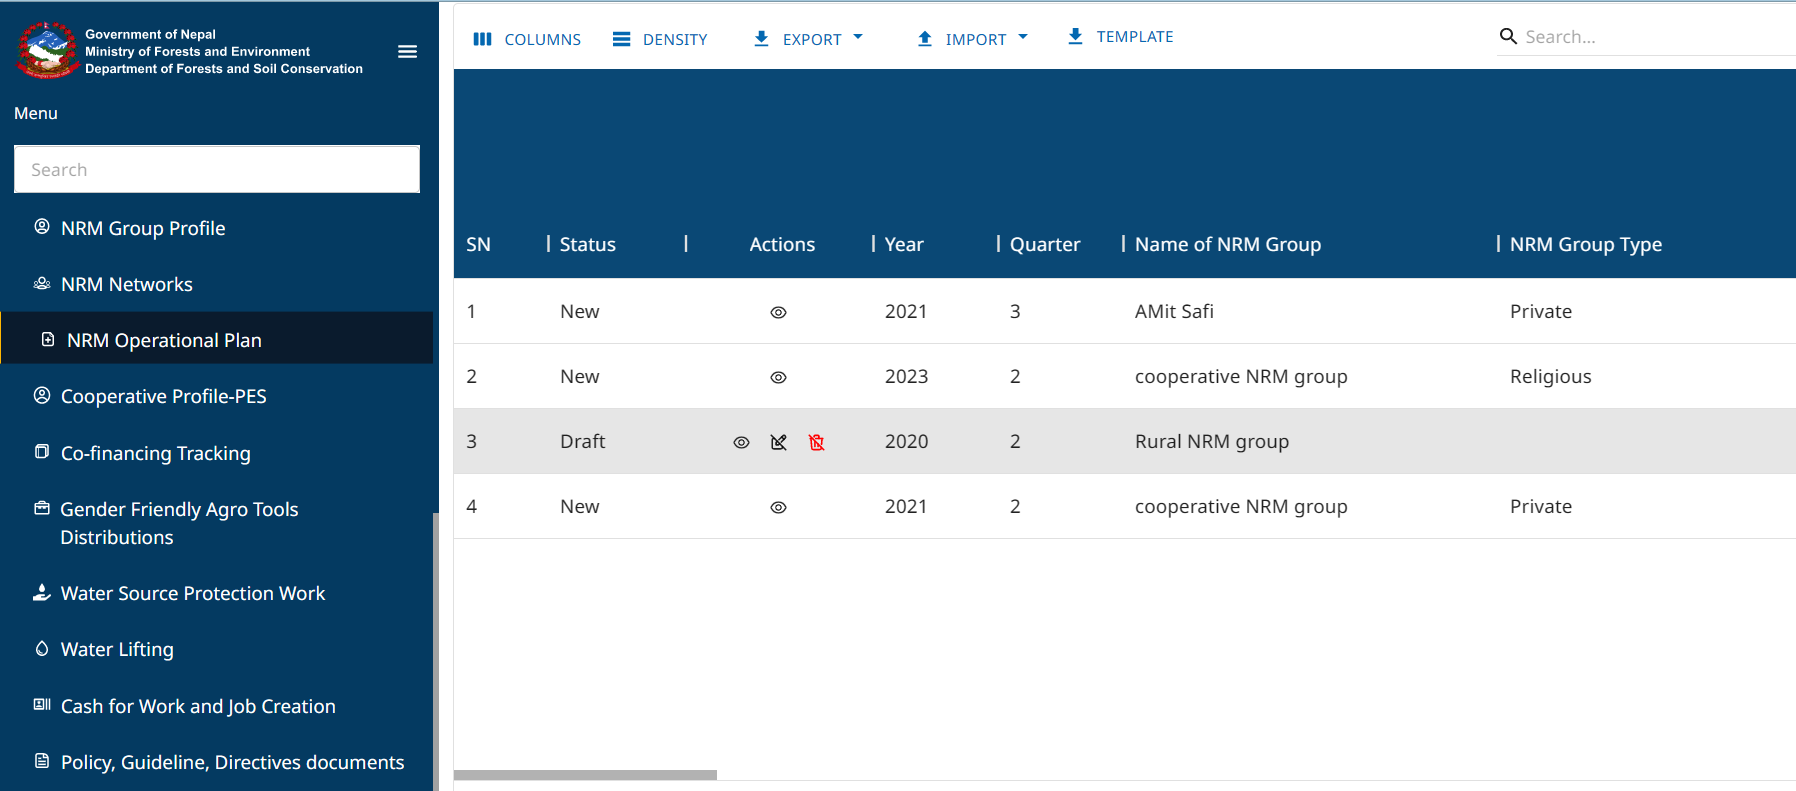 Government of Nepal
Ministry of Forests and Environment
Department of Forests and Soil Conservation
Menu
Search
NRM Group Profile
NRM Networks
NRM Operational Plan
Cooperative Profile-PES
Co-financing Tracking
Gender Friendly Agro Tools
Distributions
Water Source Protection Work
Water Lifting
Cash for Work and Job Creation
Policy, Guideline, Directives documents
COLUMNS DENSITY EXPORT IMPORT TEMPLATE Search...
SN Status Actions Year Quarter Name of NRM Group NRM Group Type
1 New 2021 3 AMit Safi Private
2 New 2023 2 cooperative NRM group Religious
3 Draft 2020 2 Rural NRM group
4 New 2021 2 cooperative NRM group Private